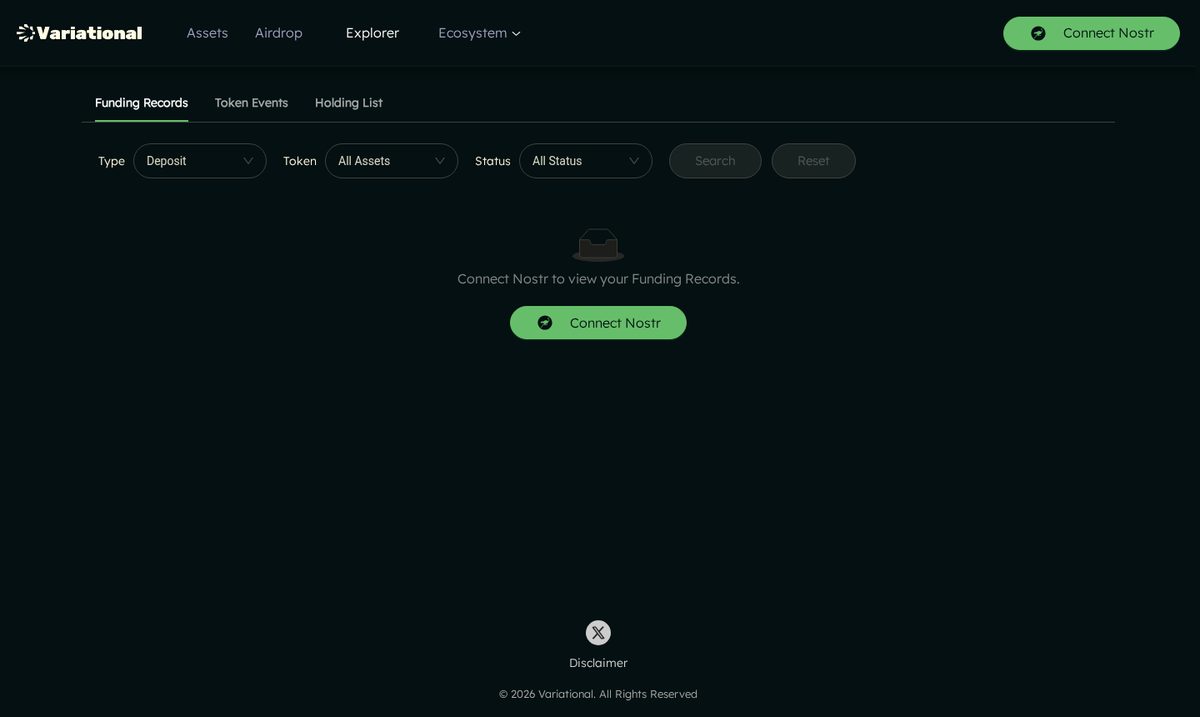 Variational Assets Airdrop Explorer Ecosystem Connect Nostr
Funding Records Token Events Holding List
Type Deposit Token All Assets Status All Status Search Reset
Connect Nostr to view your Funding Records.
Connect Nostr
Disclaimer
© 2026 Variational. All Rights Reserved